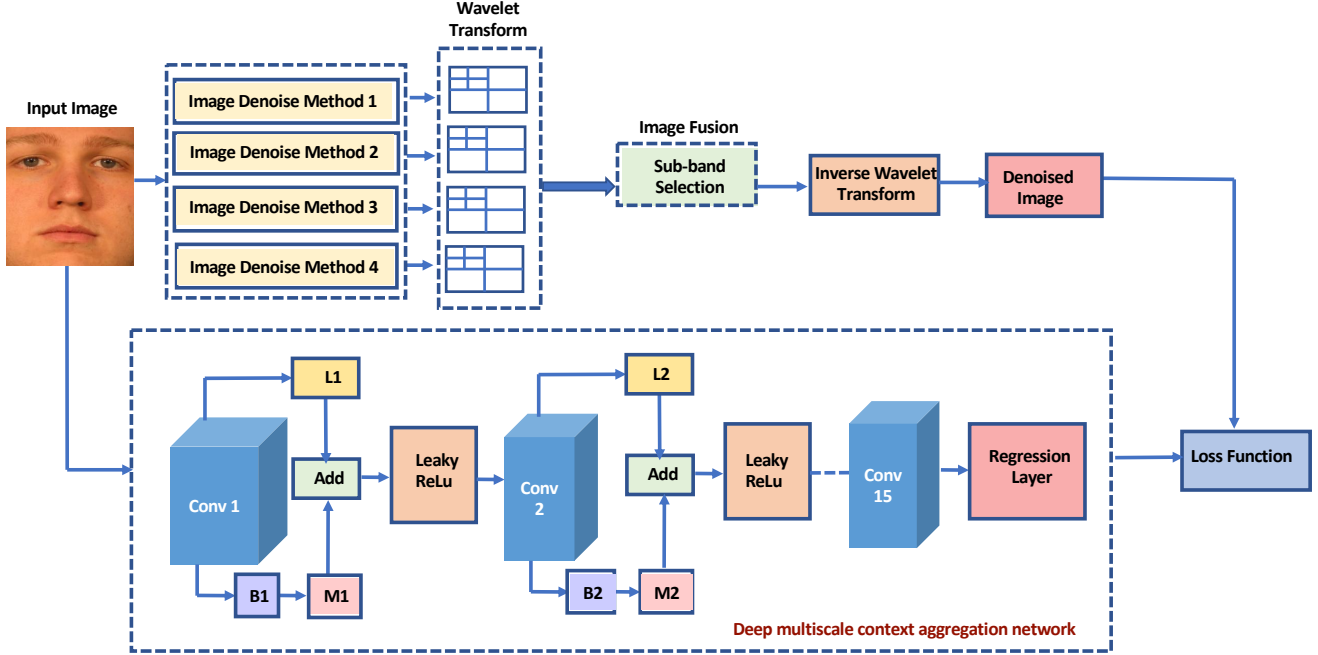 Wavelet
Transform
Input Image
Image Denoise Method 1
Image Denoise Method 2
Image Denoise Method 3
Image Denoise Method 4
Image Fusion
Sub-band
Selection
Inverse Wavelet
Transform
Denoised
Image
L1
Conv 1
Add
B1
M1
Leaky
ReLu
L2
Conv
2
Add
B2
M2
Leaky
ReLu
Conv
15
Regression
Layer
Loss Function
Deep multiscale context aggregation network